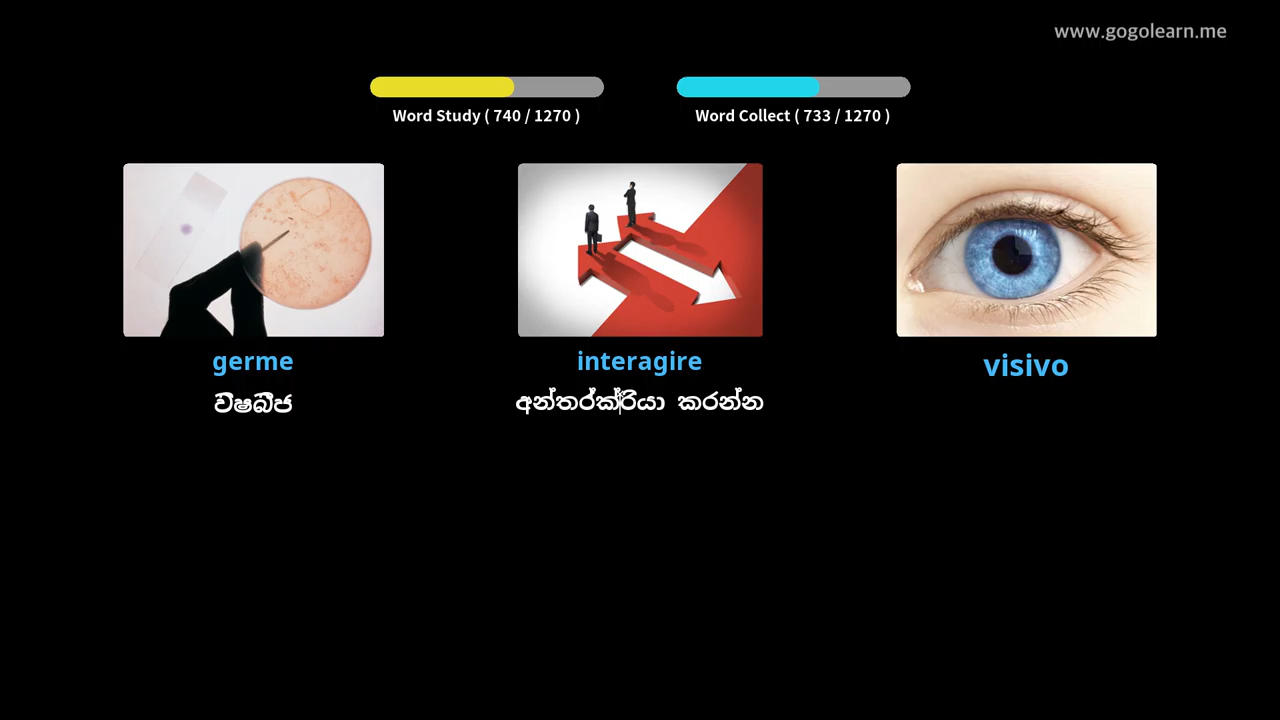 www.gogolearn.me
Word Study ( 740 / 1270 )
Word Collect ( 733 / 1270 )
germe
interagire
visivo
විෂබීජ
අන්තර්ක්‍රියා කරන්න